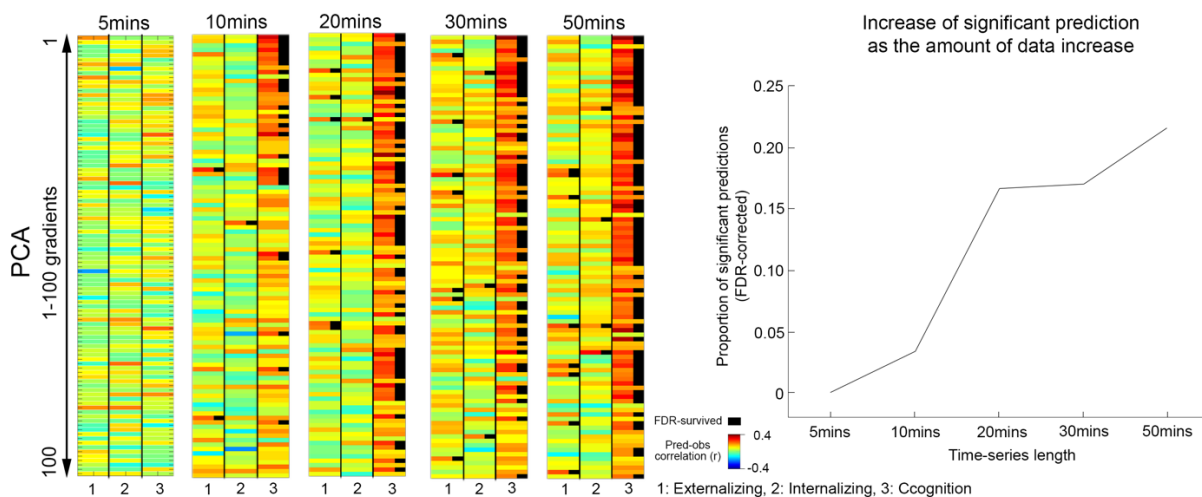 5mins
10mins
20mins
30mins
50mins
1
PCA
1-100 gradients
100
1 2 3
1 2 3
1 2 3
1 2 3
1 2 3
FDR-survived
Pred-obs
correlation (r)
0.4
-0.4
1: Externalizing, 2: Internalizing, 3: Ccognition
Increase of significant prediction
as the amount of data increase
Proportion of significant predictions
(FDR-corrected)
0.25
0.20
0.15
0.10
0.05
0
5mins
10mins
20mins
30mins
50mins
Time-series length